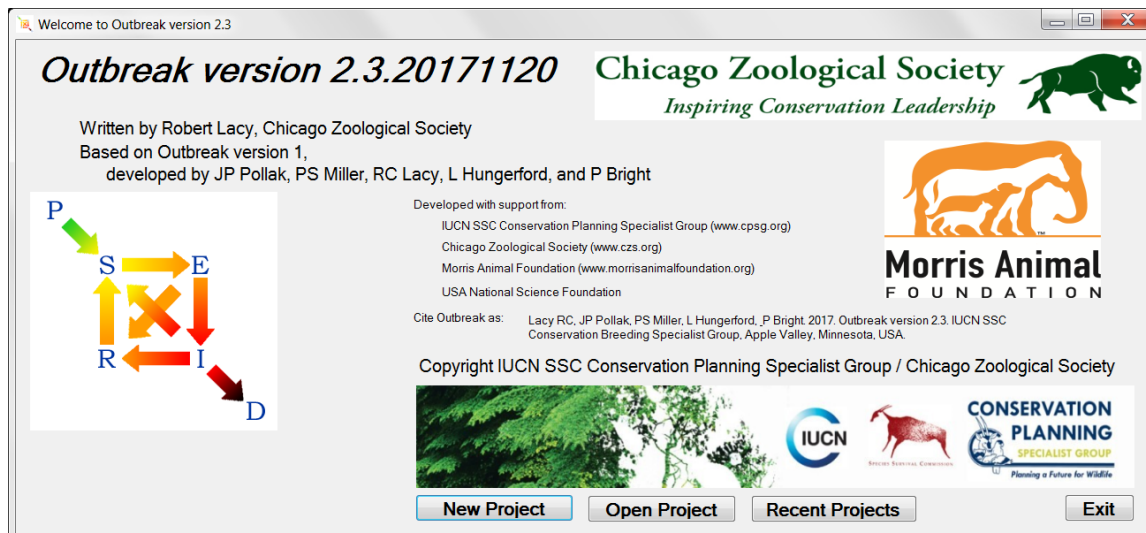 Welcome to Outbreak version 2.3
Outbreak version 2.3.20171120
Chicago Zoological Society
Inspiring Conservation Leadership
Written by Robert Lacy, Chicago Zoological Society
Based on Outbreak version 1,
developed by JP Pollak, PS Miller, RC Lacy, L Hungerford, and P Bright
P
S E
R I
D
Developed with support from:
IUCN SSC Conservation Planning Specialist Group (www.cpsg.org)
Chicago Zoological Society (www.czs.org)
Morris Animal Foundation (www.morrisanimalfoundation.org)
USA National Science Foundation
Morris Animal
FOUNDATION
TM
Cite Outbreak as: Lacy RC, JP Pollak, PS Miller, L Hungerford, ,P Bright. 2017. Outbreak version 2.3. IUCN SSC
Conservation Breeding Specialist Group, Apple Valley, Minnesota, USA.
Copyright IUCN SSC Conservation Planning Specialist Group / Chicago Zoological Society
IUCN
Species Survival Commission
CONSERVATION
PLANNING
SPECIALIST GROUP
Planning a Future for Wildlife
New Project Open Project Recent Projects Exit